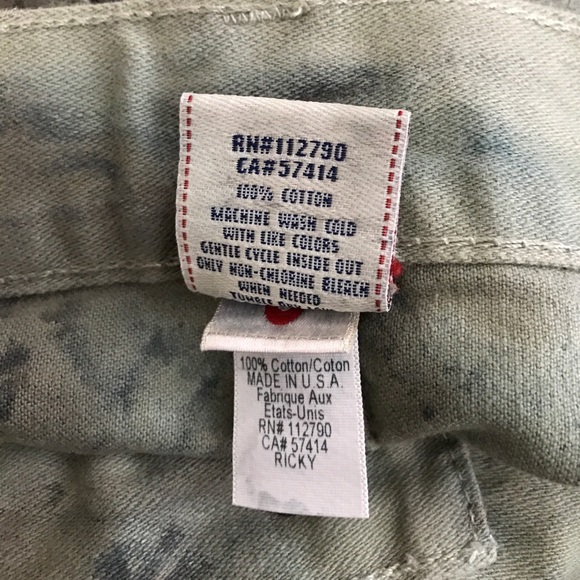 RN#112790
CA#57414
100% COTTON
MACHINE WASH COLD
WITH LIKE COLORS
GENTLE CYCLE INSIDE OUT
ONLY NON-CHLORINE BLEACH
WHEN NEEDED
TUMBLE
100% Cotton/Coton
MADE IN U.S.A.
Fabrique Aux
Etats-Unis
RN# 112790
CA# 57414
RICKY